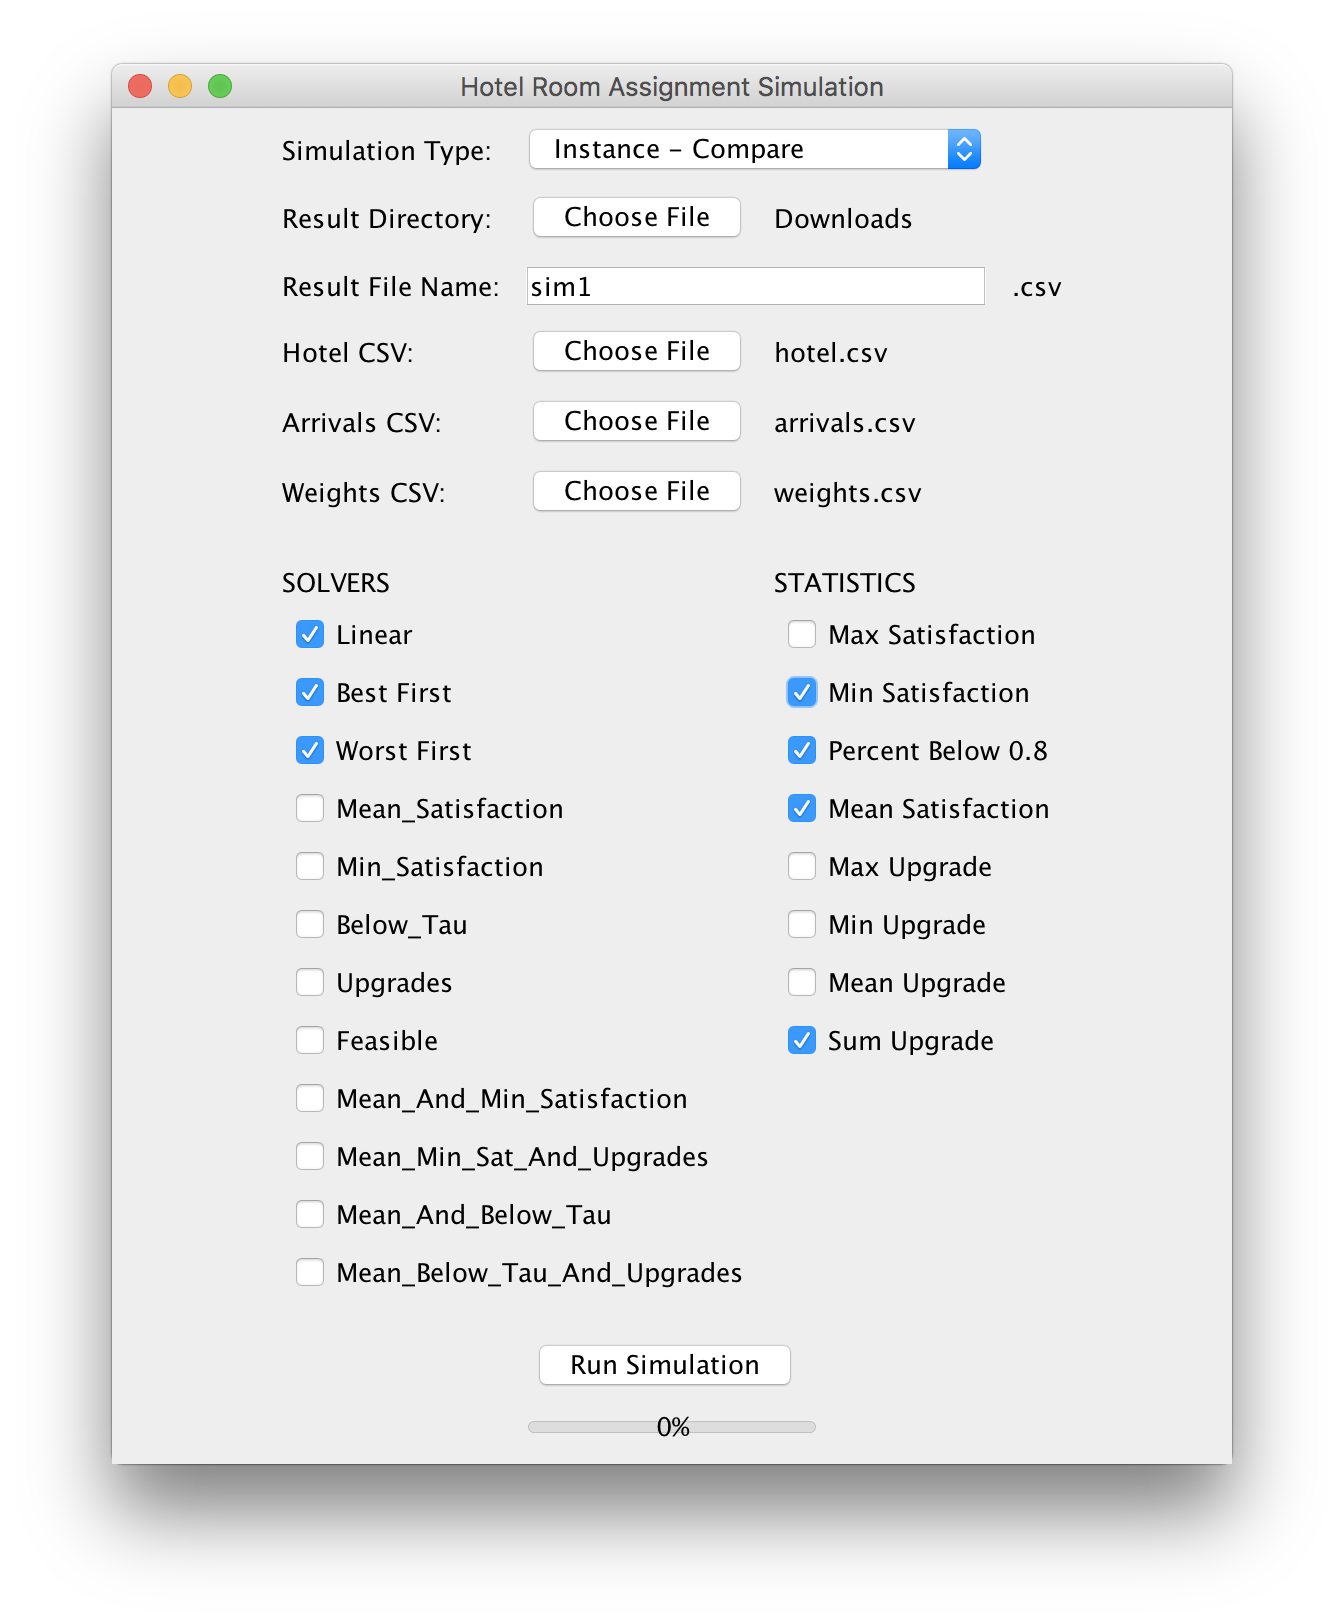 Hotel Room Assignment Simulation
Simulation Type: Instance – Compare
Result Directory: Choose File Downloads
Result File Name: sim1 .csv
Hotel CSV: Choose File hotel.csv
Arrivals CSV: Choose File arrivals.csv
Weights CSV: Choose File weights.csv
SOLVERS
Linear
Best First
Worst First
Mean_Satisfaction
Min_Satisfaction
Below_Tau
Upgrades
Feasible
Mean_And_Min_Satisfaction
Mean_Min_Sat_And_Upgrades
Mean_And_Below_Tau
Mean_Below_Tau_And_Upgrades
STATISTICS
Max Satisfaction
Min Satisfaction
Percent Below 0.8
Mean Satisfaction
Max Upgrade
Min Upgrade
Mean Upgrade
Sum Upgrade
Run Simulation
0%